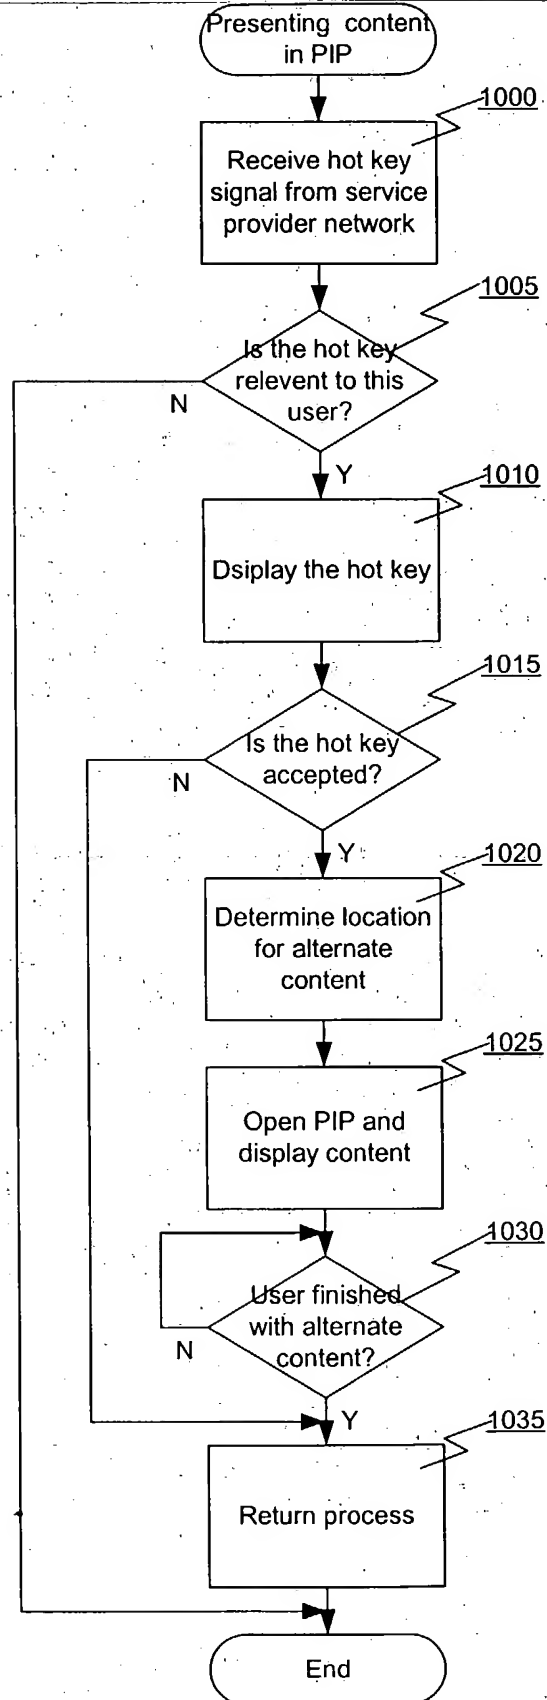 Presenting content
in PIP
1000
Receive hot key
signal from service
provider network
1005
Is the hot key
relevent to this
user?
N
Y
1010
Dsiplay the hot key
1015
Is the hot key
accepted?
N
Y
1020
Determine location
for alternate
content
1025
Open PIP and
display content
1030
User finished
with alternate
content?
N
Y
1035
Return process
End